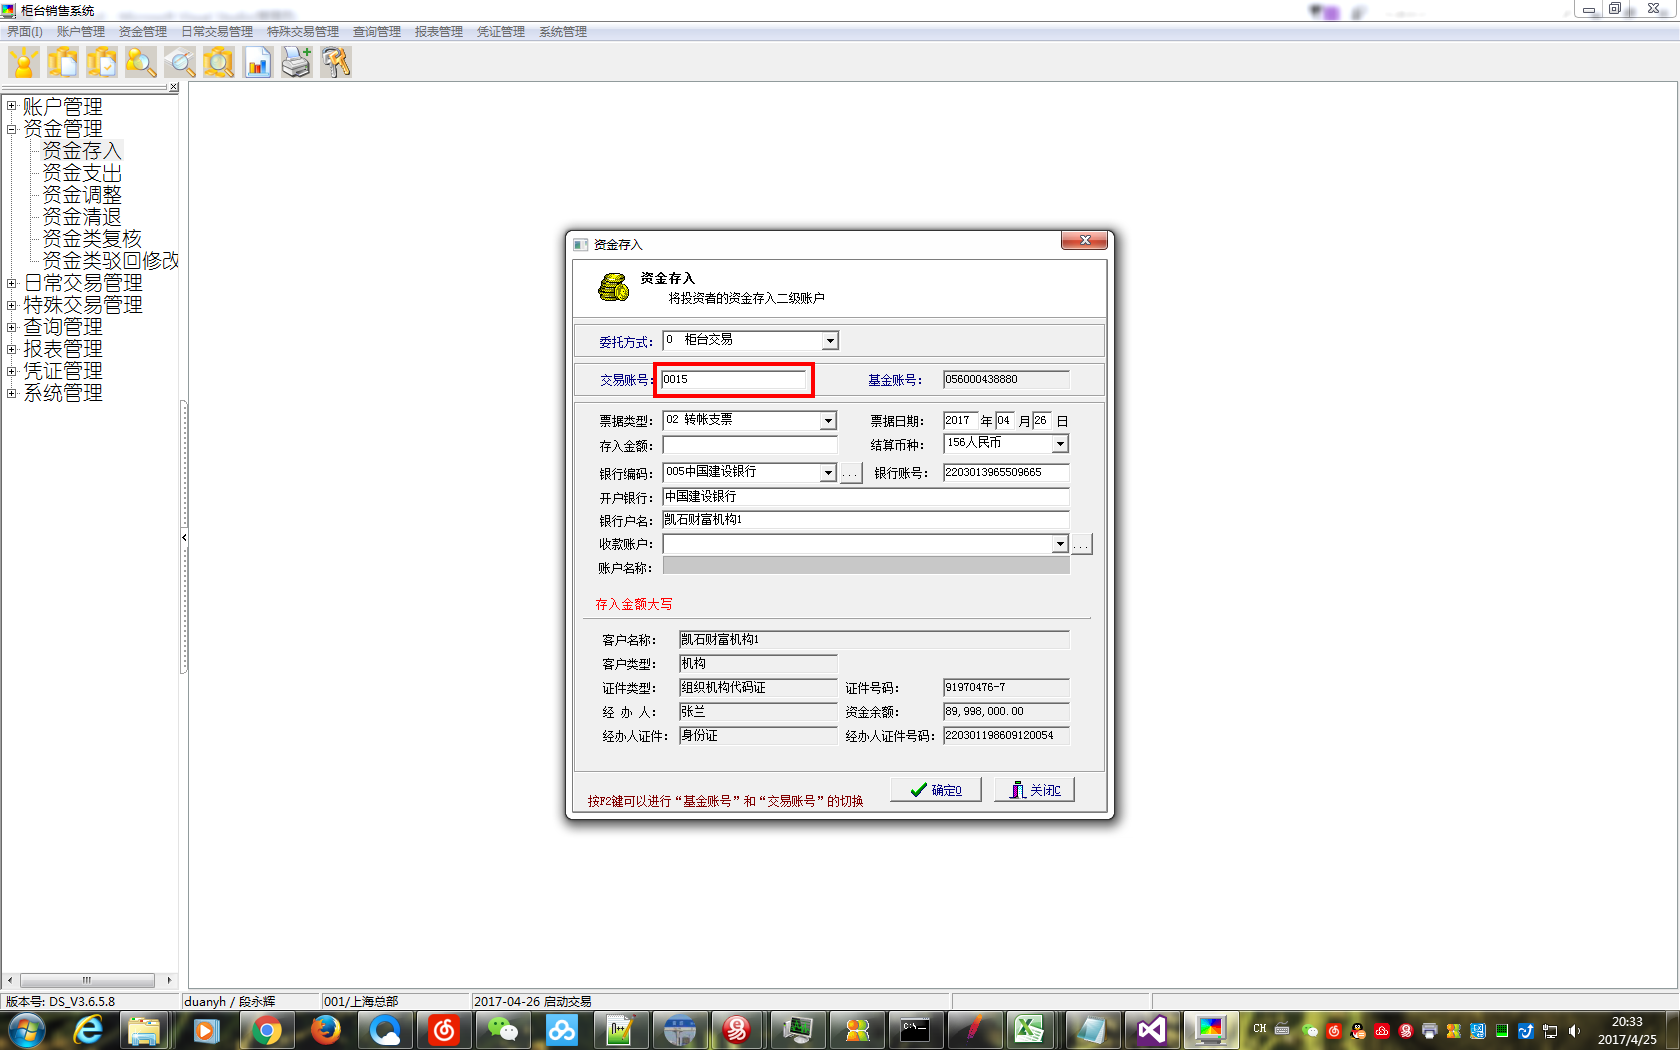 柜台销售系统
界面(I) 账户管理 资金管理 日常交易管理 特殊交易管理 查询管理 报表管理 凭证管理 系统管理
账户管理
资金管理
资金存入
资金支出
资金调整
资金清退
资金类复核
资金类驳回修改
日常交易管理
特殊交易管理
查询管理
报表管理
凭证管理
系统管理
资金存入
资金存入
将投资者的资金存入二级账户
委托方式： 0 柜台交易
交易账号： 0015 基金账号： 056000438880
票据类型： 02 转帐支票 票据日期： 2017 年 04 月 26 日
存入金额： 结算币种： 156人民币
银行编码： 005中国建设银行 ... 银行账号： 2203013965509665
开户银行： 中国建设银行
银行户名： 凯石财富机构1
收款账户： ...
账户名称：
存入金额大写
客户名称： 凯石财富机构1
客户类型： 机构
证件类型： 组织机构代码证 证件号码： 91970476-7
经 办 人： 张兰 资金余额： 89,998,000.00
经办人证件： 身份证 经办人证件号码： 220301198609120054
确定O 关闭C
按F2键可以进行“基金账号”和“交易账号”的切换
版本号: DS_V3.6.5.8 duanyh / 段永辉 001/上海总部 2017-04-26 启动交易
CH 20:33
2017/4/25